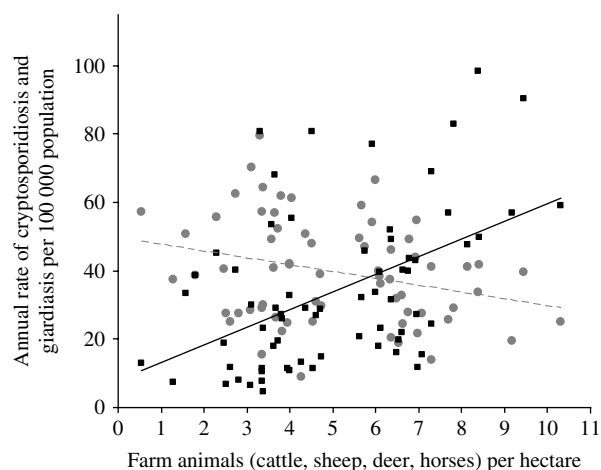 Annual rate of cryptosporidiosis and
giardiasis per 100 000 population
100
80
60
40
20
0
0 1 2 3 4 5 6 7 8 9 10 11
Farm animals (cattle, sheep, deer, horses) per hectare